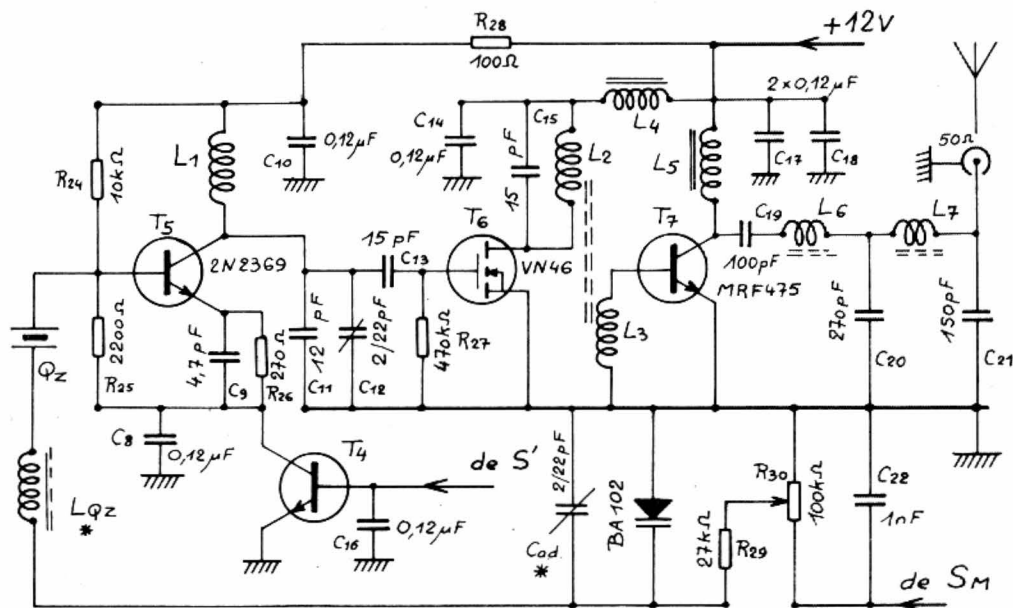 R28
100Ω
+12V
2×0,12µF
C14
0,12µF
C15
pF
15
L4
L2
L1
C10
0,12µF
R24
10kΩ
L5
C17
C18
50Ω
T5
2N2369
15pF
C13
T6
VN46
T7
MRF475
C19
100pF
L6
L7
Qz
2200Ω
R25
4,7pF
C9
270Ω
R26
12 pF
C11
2/22pF
C12
470kΩ
R27
L3
270pF
C20
150pF
C21
C8
0,12µF
T4
de S'
LQz
*
C16
0,12µF
2/22pF
Cad.
*
BA102
27kΩ
R29
R30
100kΩ
C22
1nF
de SM